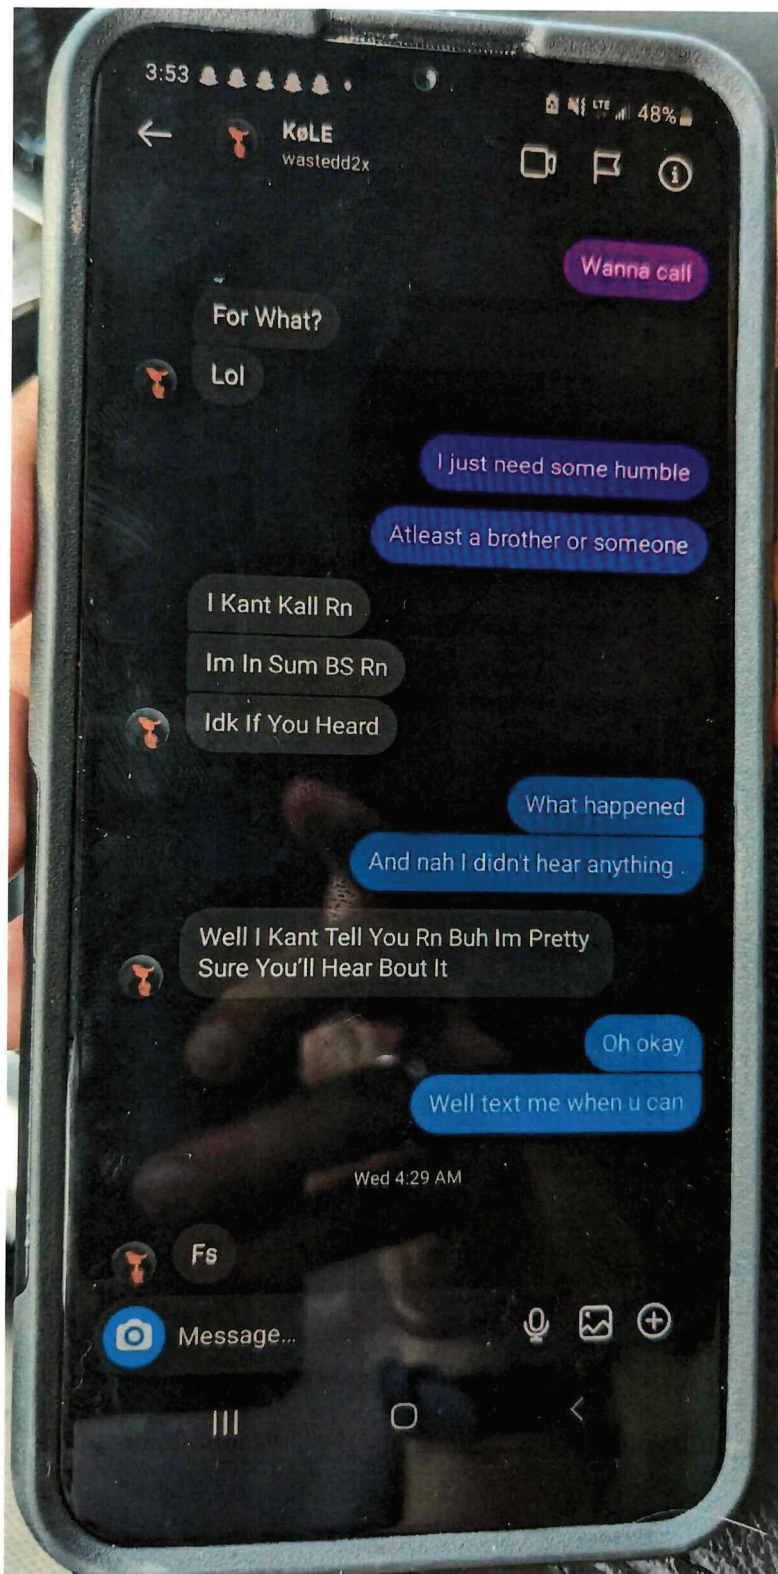 3:53
LTE 48%
KøLE
wastedd2x
Wanna call
For What?
Lol
I just need some humble
Atleast a brother or someone
I Kant Kall Rn
Im In Sum BS Rn
Idk If You Heard
What happened
And nah I didn't hear anything .
Well I Kant Tell You Rn Buh Im Pretty
Sure You'll Hear Bout It
Oh okay
Well text me when u can
Wed 4:29 AM
Fs
Message...